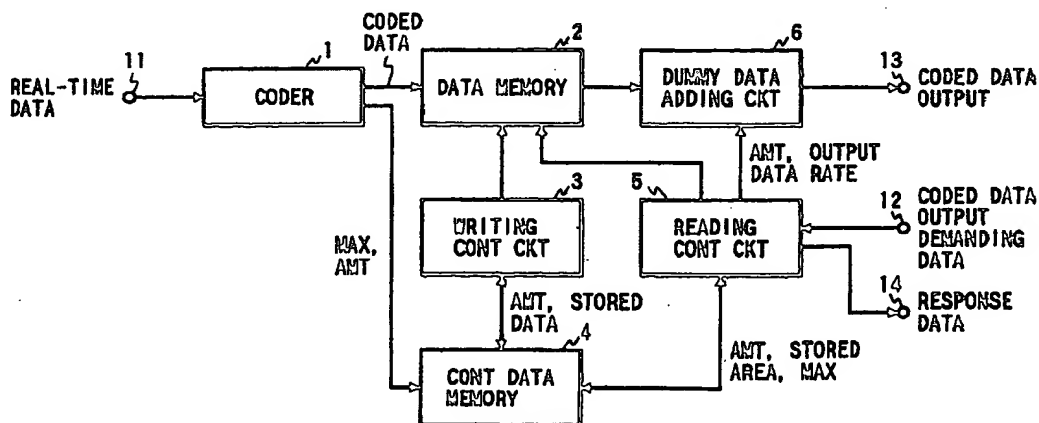 CODED
DATA
11
REAL-TIME
DATA
1
CODER
2
DATA MEMORY
6
DUMMY DATA
ADDING CKT
13
CODED DATA
OUTPUT
AMT, OUTPUT
DATA RATE
3
WRITING
CONT CKT
5
READING
CONT CKT
12
CODED DATA
OUTPUT
DEMANDING
DATA
MAX,
AMT
14
RESPONSE
DATA
AMT, STORED
DATA
4
CONT DATA
MEMORY
AMT, STORED
AREA, MAX